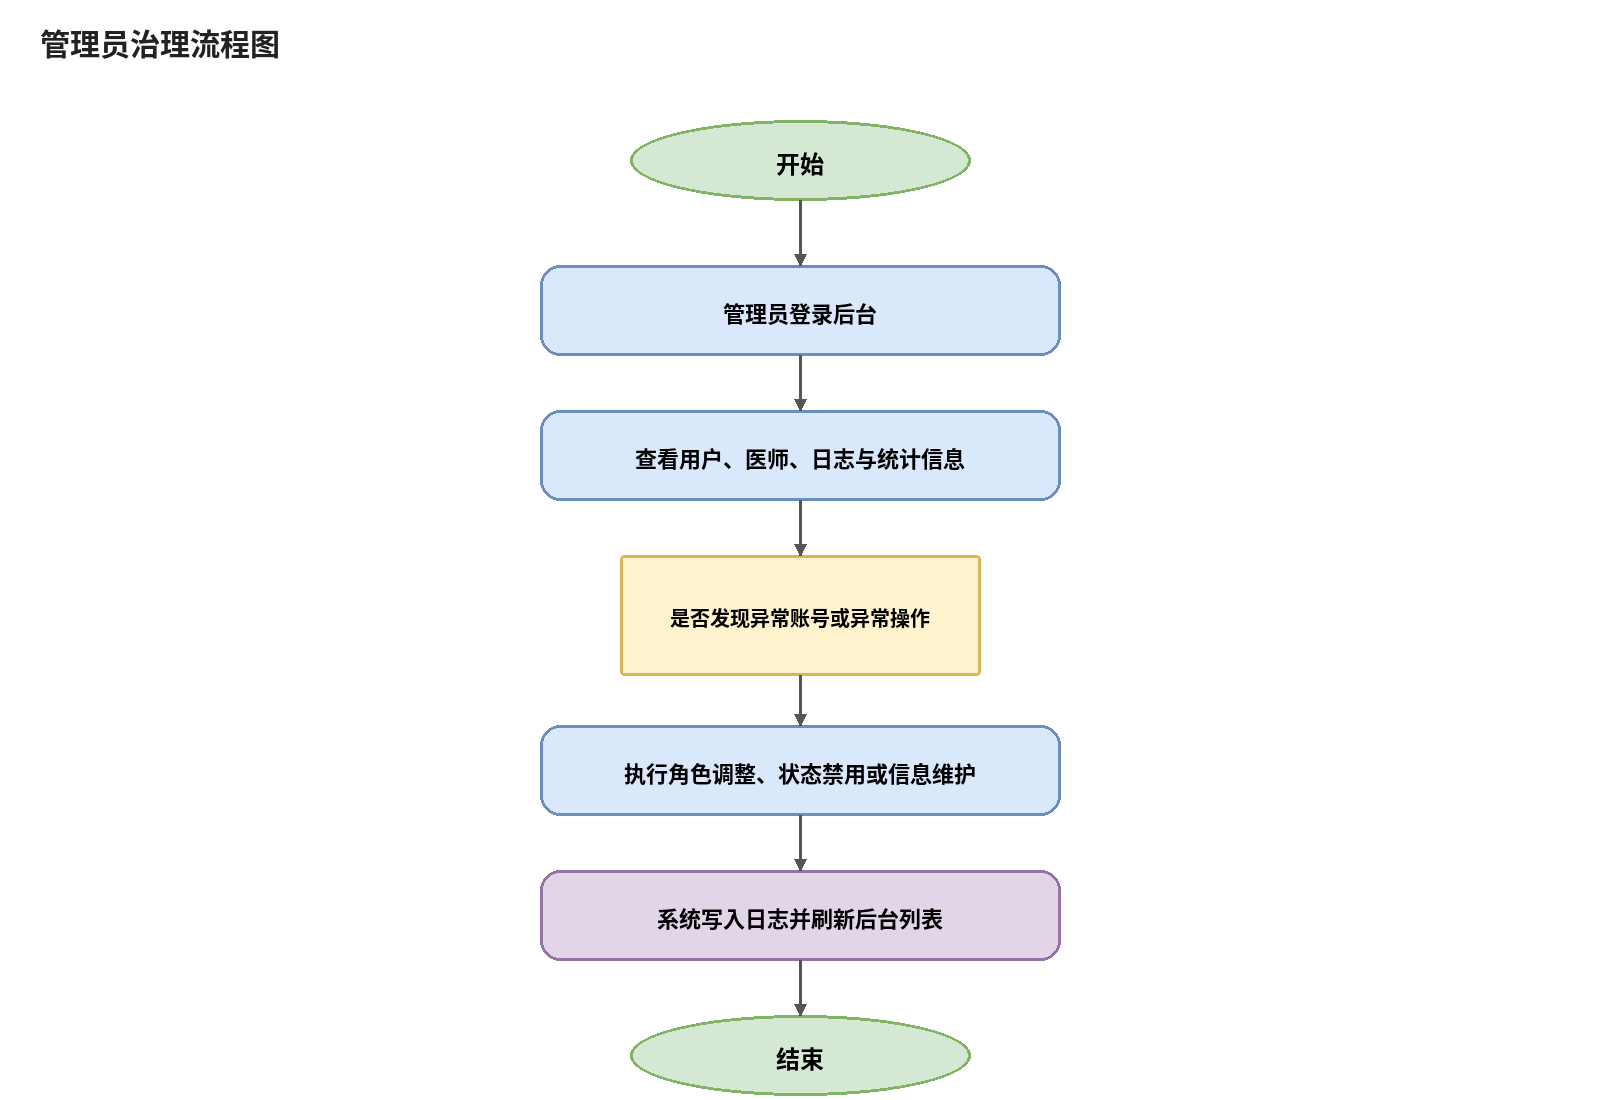 管理员治理流程图
开始
管理员登录后台
查看用户、医师、日志与统计信息
是否发现异常账号或异常操作
执行角色调整、状态禁用或信息维护
系统写入日志并刷新后台列表
结束